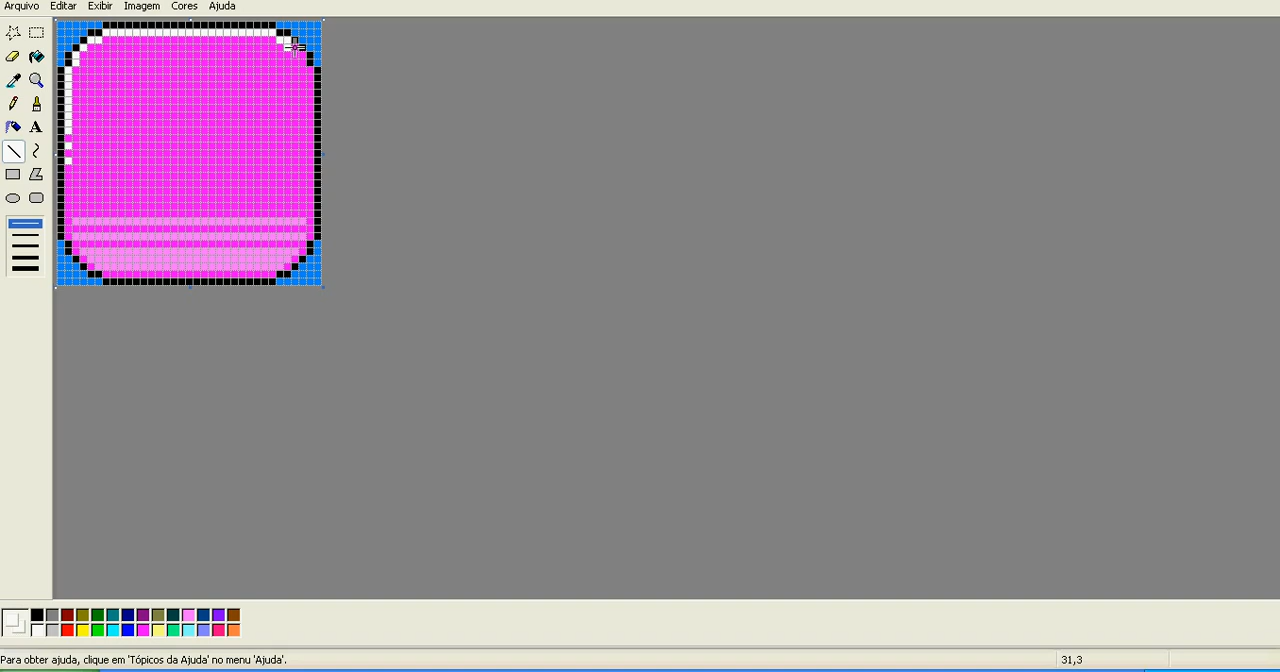 Arquivo Editar Exibir Imagem Cores Ajuda
A
Para obter ajuda, clique em 'Tópicos da Ajuda' no menu 'Ajuda'. 31,3